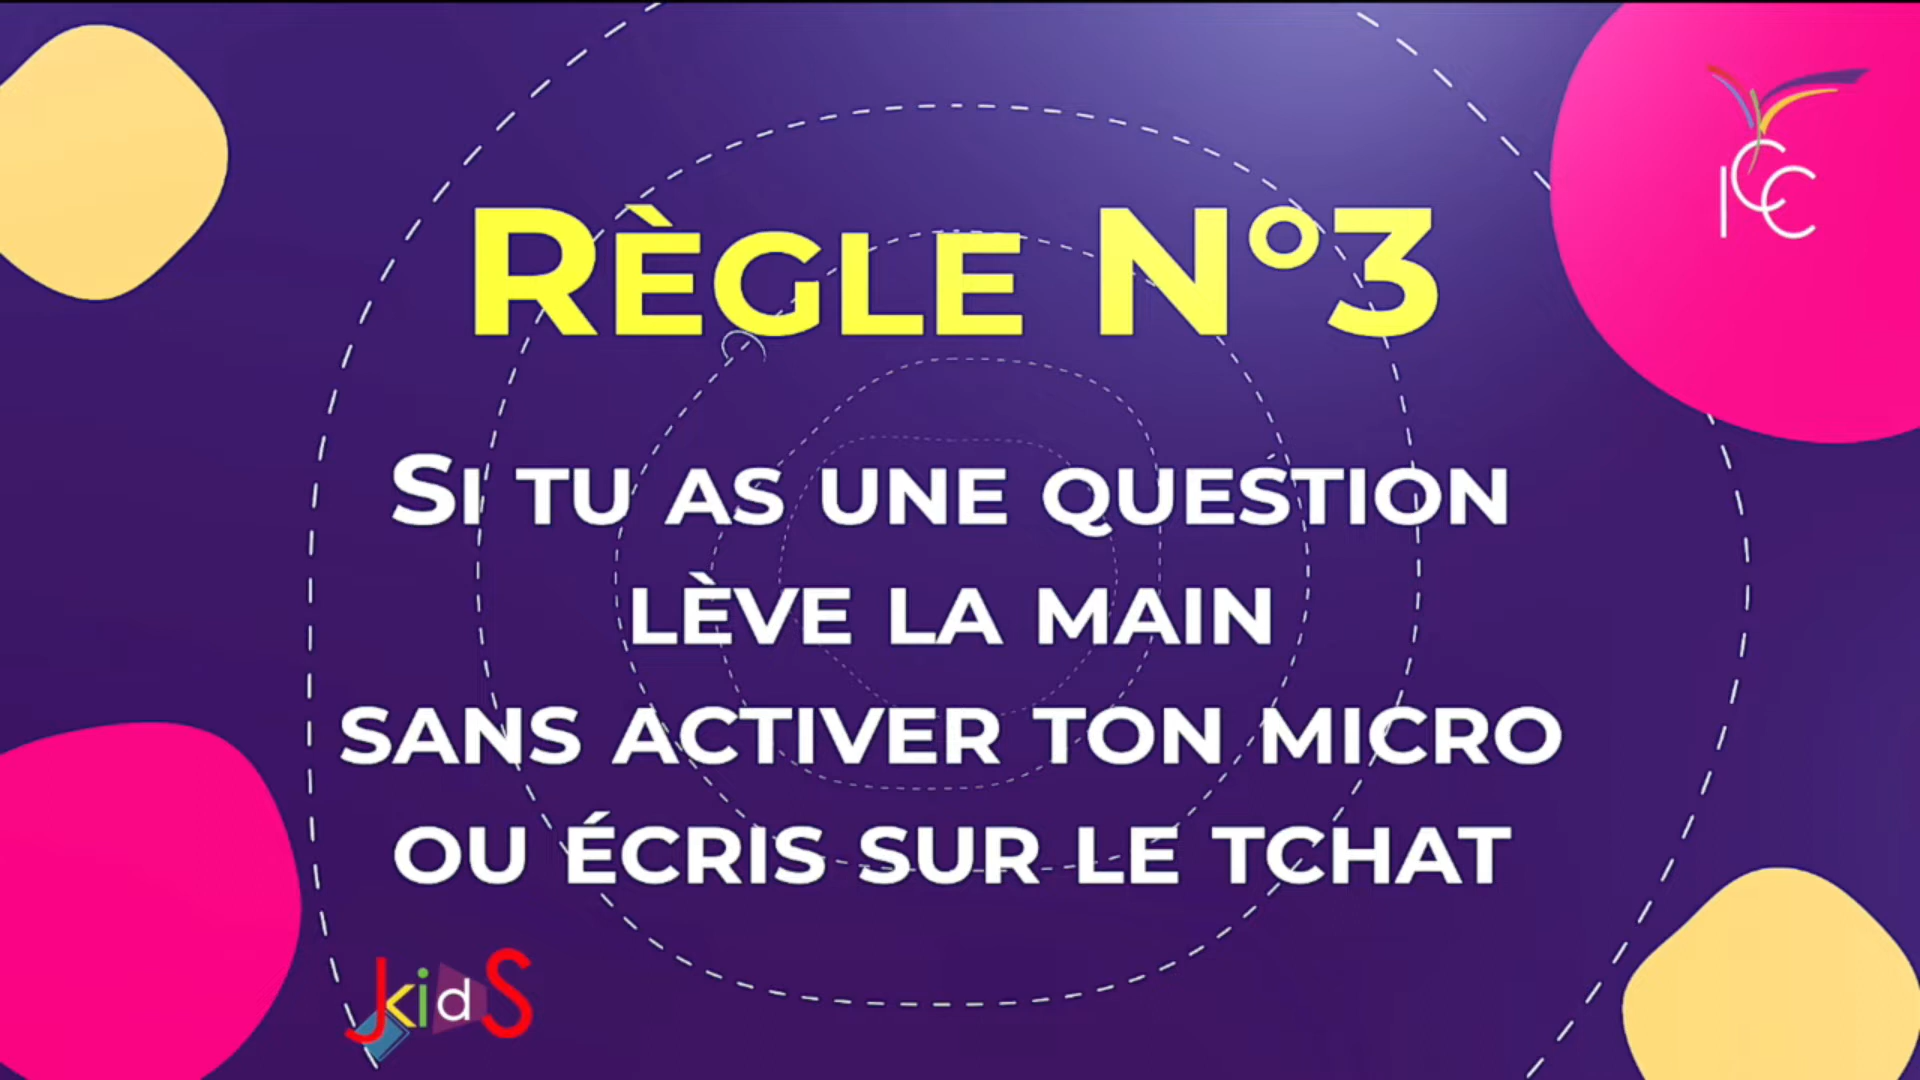 ICC
RÈGLE N°3
SI TU AS UNE QUESTION
LÈVE LA MAIN
SANS ACTIVER TON MICRO
OU ÉCRIS SUR LE TCHAT
JkidS